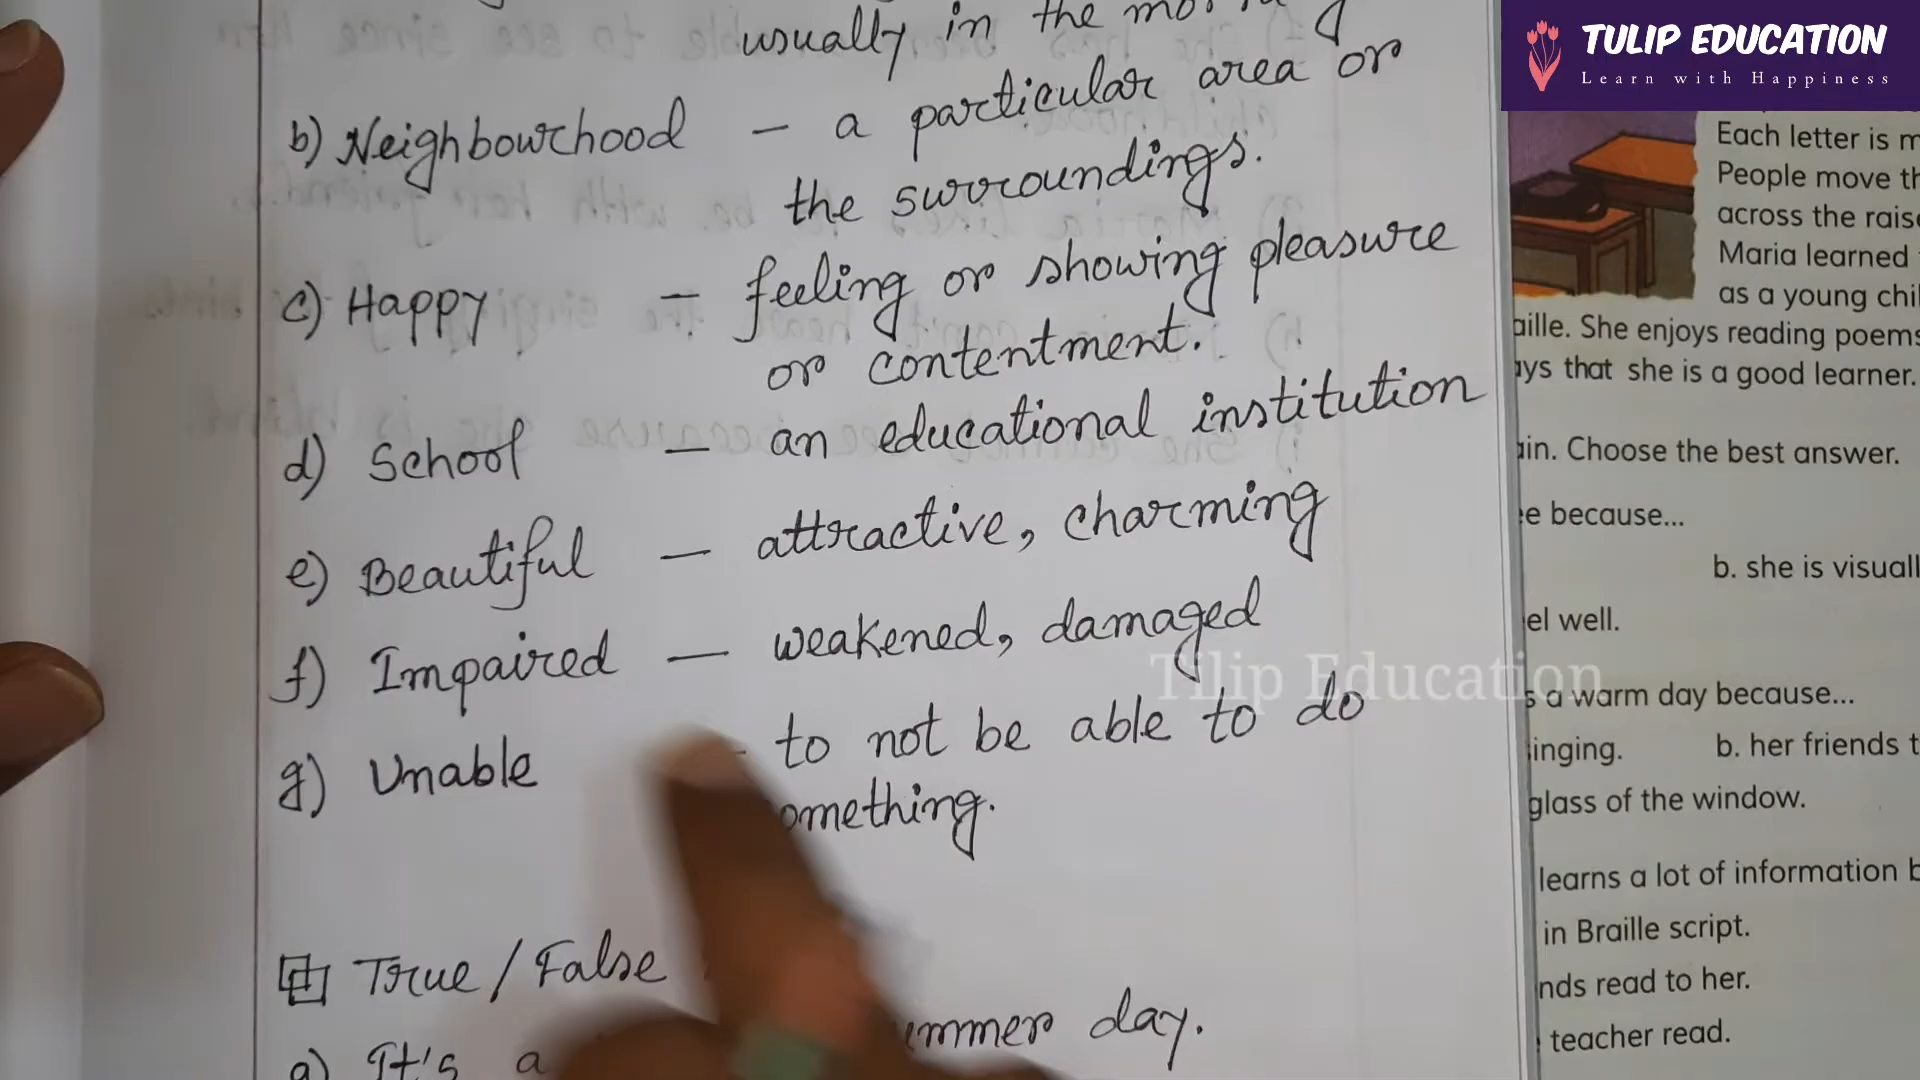 usually in the
b) Neighbourhood – a particular area or
the surroundings.
c) Happy – feeling or showing pleasure
or contentment.
d) School – an educational institution
e) Beautiful – attractive, charming
f) Impaired – weakened, damaged
g) Unable – to not be able to do
omething.
True / False
a) It's a ummer day.
TULIP EDUCATION
Learn with Happiness
Tilip Education
Each letter is m
People move th
across the rais
Maria learned
as a young chil
aille. She enjoys reading poems
ys that she is a good learner.
in. Choose the best answer.
e because...
b. she is visuall
el well.
s a warm day because...
inging. b. her friends t
glass of the window.
learns a lot of information b
in Braille script.
nds read to her.
teacher read.